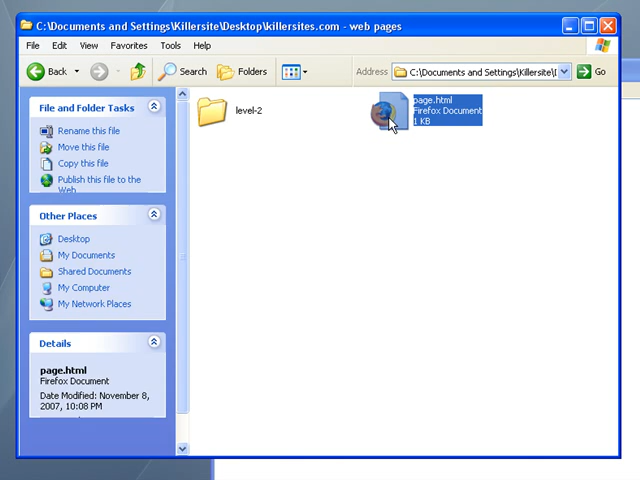 C:\Documents and Settings\Killersite\Desktop\killersites.com - web pages
File Edit View Favorites Tools Help
Back Search Folders Address C:\Documents and Settings\Killersite\ Go
File and Folder Tasks
Rename this file
Move this file
Copy this file
Publish this file to the
Web
Other Places
Desktop
My Documents
Shared Documents
My Computer
My Network Places
Details
page.html
Firefox Document
Date Modified: November 8,
2007, 10:08 PM
level-2
page.html
Firefox Document
1 KB